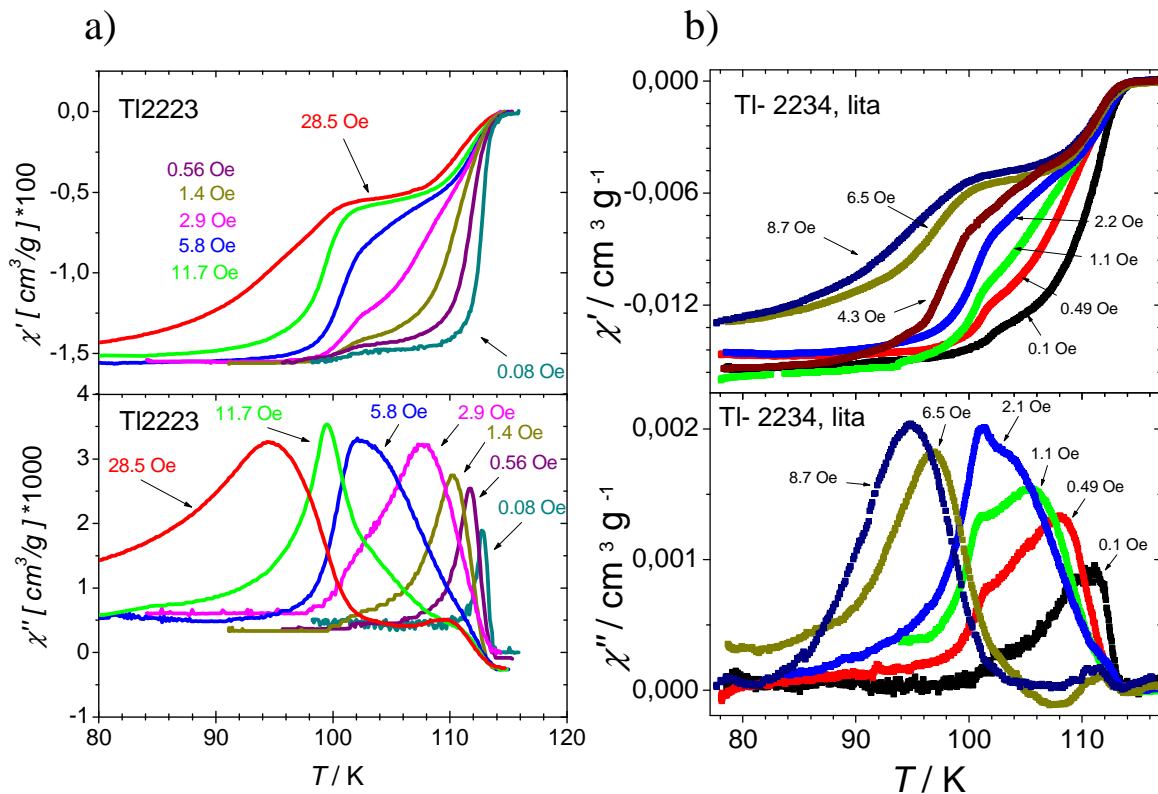 a)
Tl2223
28.5 Oe
0.56 Oe
1.4 Oe
2.9 Oe
5.8 Oe
11.7 Oe
0.08 Oe
0,0
-0,5
-1,0
-1,5
χ' [ cm³/g ] *100
Tl2223
11.7 Oe
5.8 Oe
2.9 Oe
1.4 Oe
0.56 Oe
28.5 Oe
0.08 Oe
4
3
2
1
0
-1
χ'' [ cm³/g ] *1000
80
90
100
110
120
T / K
b)
Tl- 2234, lita
0,000
-0,006
-0,012
χ' / cm ³ g ⁻¹
8.7 Oe
6.5 Oe
2.2 Oe
1.1 Oe
4.3 Oe
0.49 Oe
0.1 Oe
Tl- 2234, lita
6.5 Oe
2.1 Oe
8.7 Oe
1.1 Oe
0.49 Oe
0.1 Oe
0,002
0,001
0,000
χ'' / cm ³ g ⁻¹
80
90
100
110
T / K